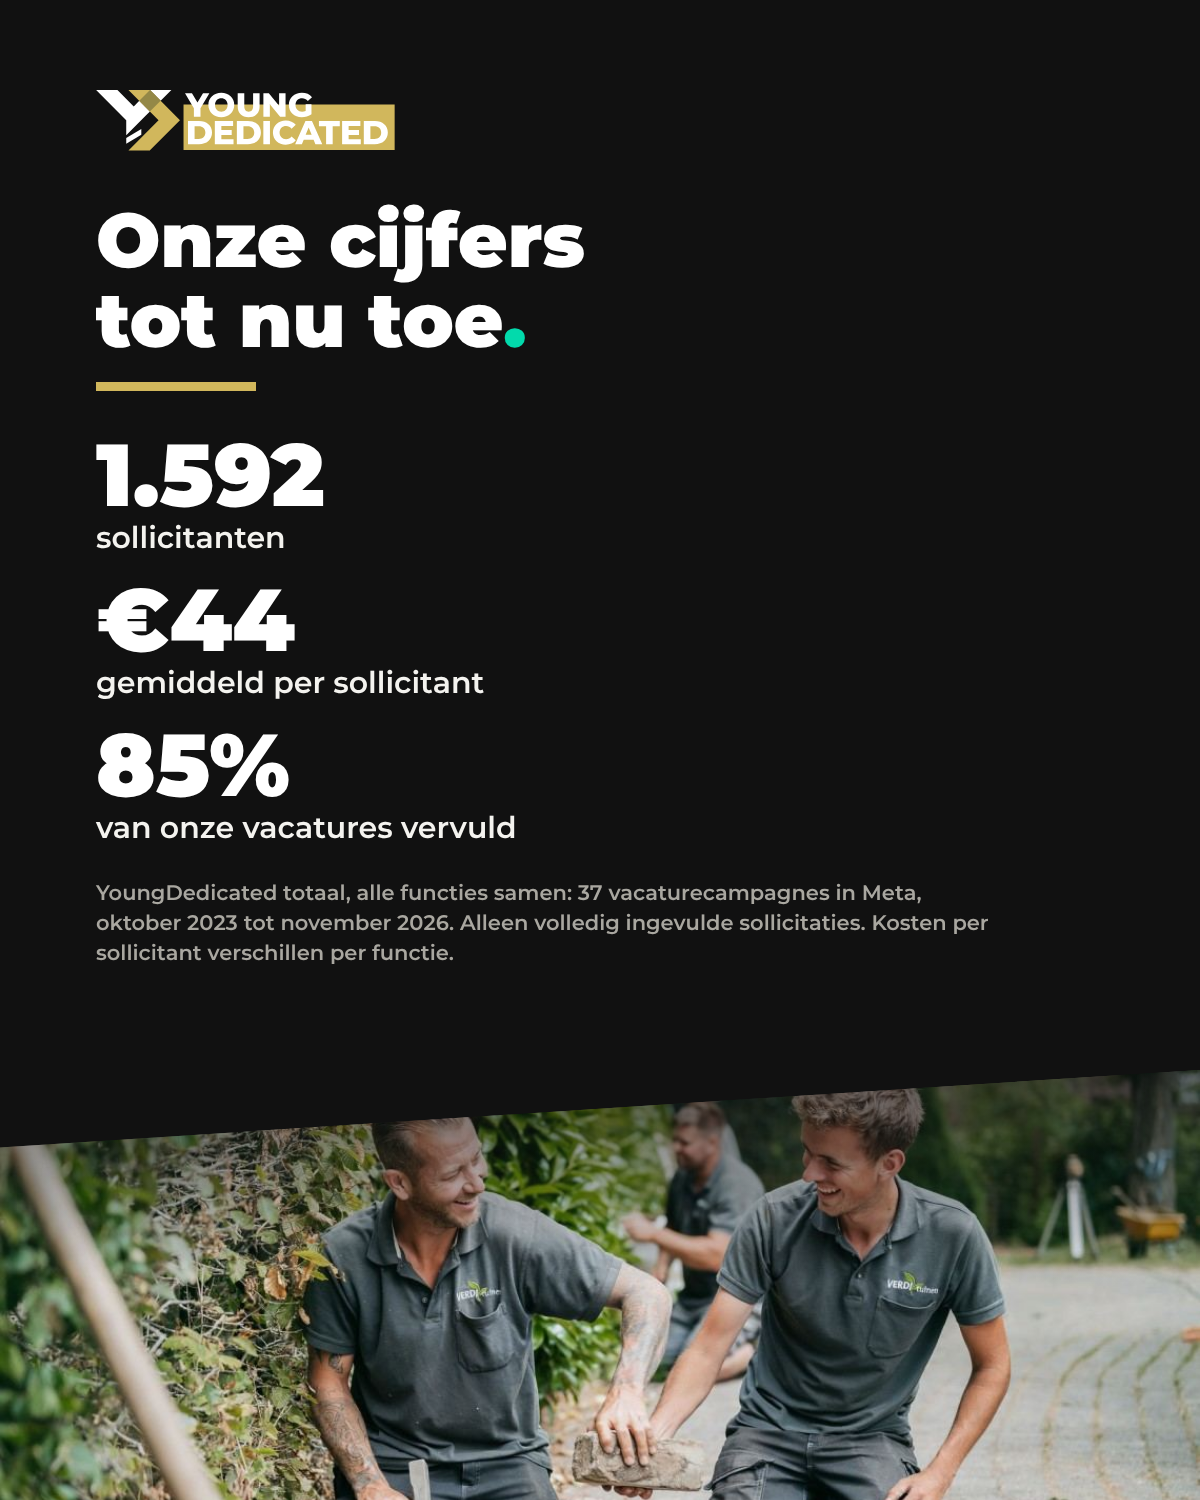 YOUNG
DEDICATED
Onze cijfers
tot nu toe.
1.592
sollicitanten
€44
gemiddeld per sollicitant
85%
van onze vacatures vervuld
YoungDedicated totaal, alle functies samen: 37 vacaturecampagnes in Meta,
oktober 2023 tot november 2026. Alleen volledig ingevulde sollicitaties. Kosten per
sollicitant verschillen per functie.